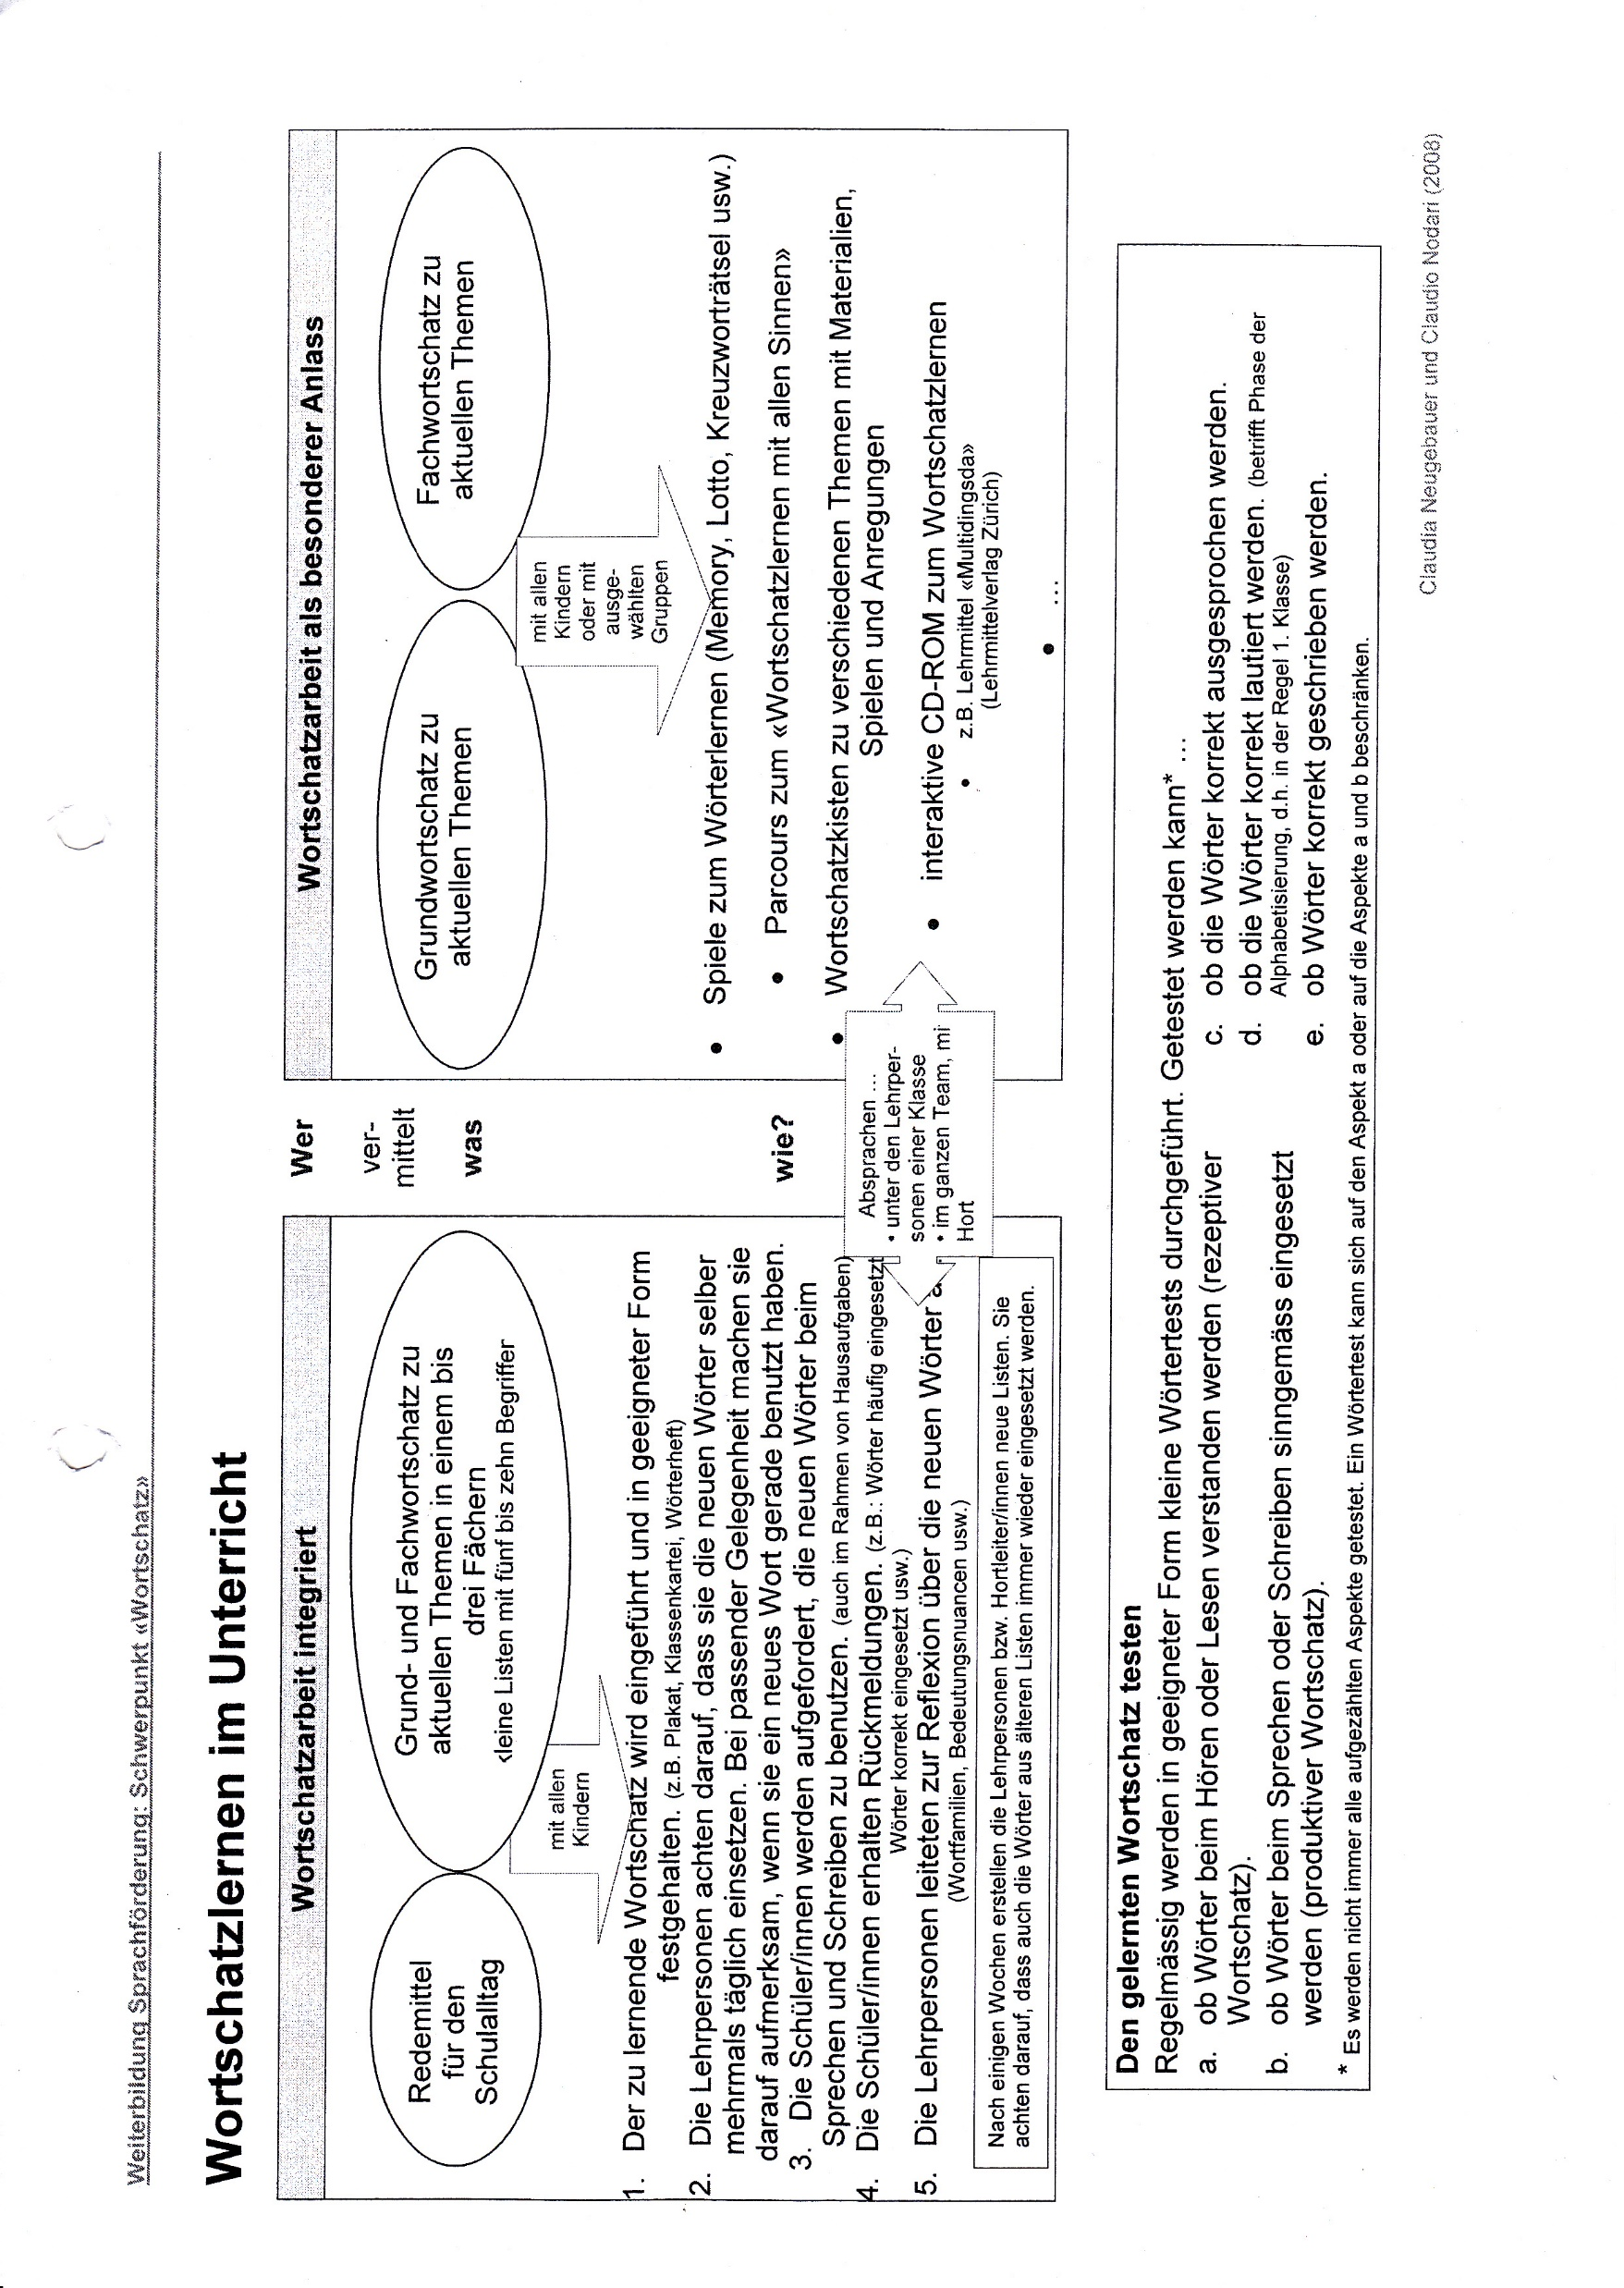 Weiterbildung Sprachförderung: Schwerpunkt «Wortschatz»
Wortschatzlernen im Unterricht
Wortschatzarbeit integriert
Redemittel
für den
Schulalltag
Grund- und Fachwortschatz zu
aktuellen Themen in einem bis
drei Fächern
kleine Listen mit fünf bis zehn Begriffer
mit allen
Kindern
1. Der zu lernende Wortschatz wird eingeführt und in geeigneter Form
festgehalten. (z.B. Plakat, Klassenkartei, Wörterheft)
2. Die Lehrpersonen achten darauf, dass sie die neuen Wörter selber
mehrmals täglich einsetzen. Bei passender Gelegenheit machen sie
darauf aufmerksam, wenn sie ein neues Wort gerade benutzt haben.
3. Die Schüler/innen werden aufgefordert, die neuen Wörter beim
Sprechen und Schreiben zu benutzen. (auch im Rahmen von Hausaufgaben)
4. Die Schüler/innen erhalten Rückmeldungen. (z.B.: Wörter häufig eingesetzt
Wörter korrekt eingesetzt usw.)
5. Die Lehrpersonen leiteten zur Reflexion über die neuen Wörter a
(Wortfamilien, Bedeutungsnuancen usw.)
Nach einigen Wochen erstellen die Lehrpersonen bzw. Hortleiter/innen neue Listen. Sie
achten darauf, dass auch die Wörter aus älteren Listen immer wieder eingesetzt werden.
Wer
ver-
mittelt
was
wie?
Absprachen ...
• unter den Lehrper-
sonen einer Klasse
• im ganzen Team, mi
Hort
Wortschatzarbeit als besonderer Anlass
Grundwortschatz zu
aktuellen Themen
Fachwortschatz zu
aktuellen Themen
mit allen
Kindern
oder mit
ausge-
wählten
Gruppen
• Spiele zum Wörterlernen (Memory, Lotto, Kreuzworträtsel usw.)
• Parcours zum «Wortschatzlernen mit allen Sinnen»
• Wortschatzkisten zu verschiedenen Themen mit Materialien,
Spielen und Anregungen
• interaktive CD-ROM zum Wortschatzlernen
• z.B. Lehrmittel «Multidingsda»
(Lehrmittelverlag Zürich)
• ...
Den gelernten Wortschatz testen
Regelmässig werden in geeigneter Form kleine Wörtertests durchgeführt. Getestet werden kann* ...
a. ob Wörter beim Hören oder Lesen verstanden werden (rezeptiver
Wortschatz).
b. ob Wörter beim Sprechen oder Schreiben sinngemäss eingesetzt
werden (produktiver Wortschatz).
c. ob die Wörter korrekt ausgesprochen werden.
d. ob die Wörter korrekt lautiert werden. (betrifft Phase der
Alphabetisierung, d.h. in der Regel 1. Klasse)
e. ob Wörter korrekt geschrieben werden.
* Es werden nicht immer alle aufgezählten Aspekte getestet. Ein Wörtertest kann sich auf den Aspekt a oder auf die Aspekte a und b beschränken.
Claudia Neugebauer und Claudio Nodari (2008)